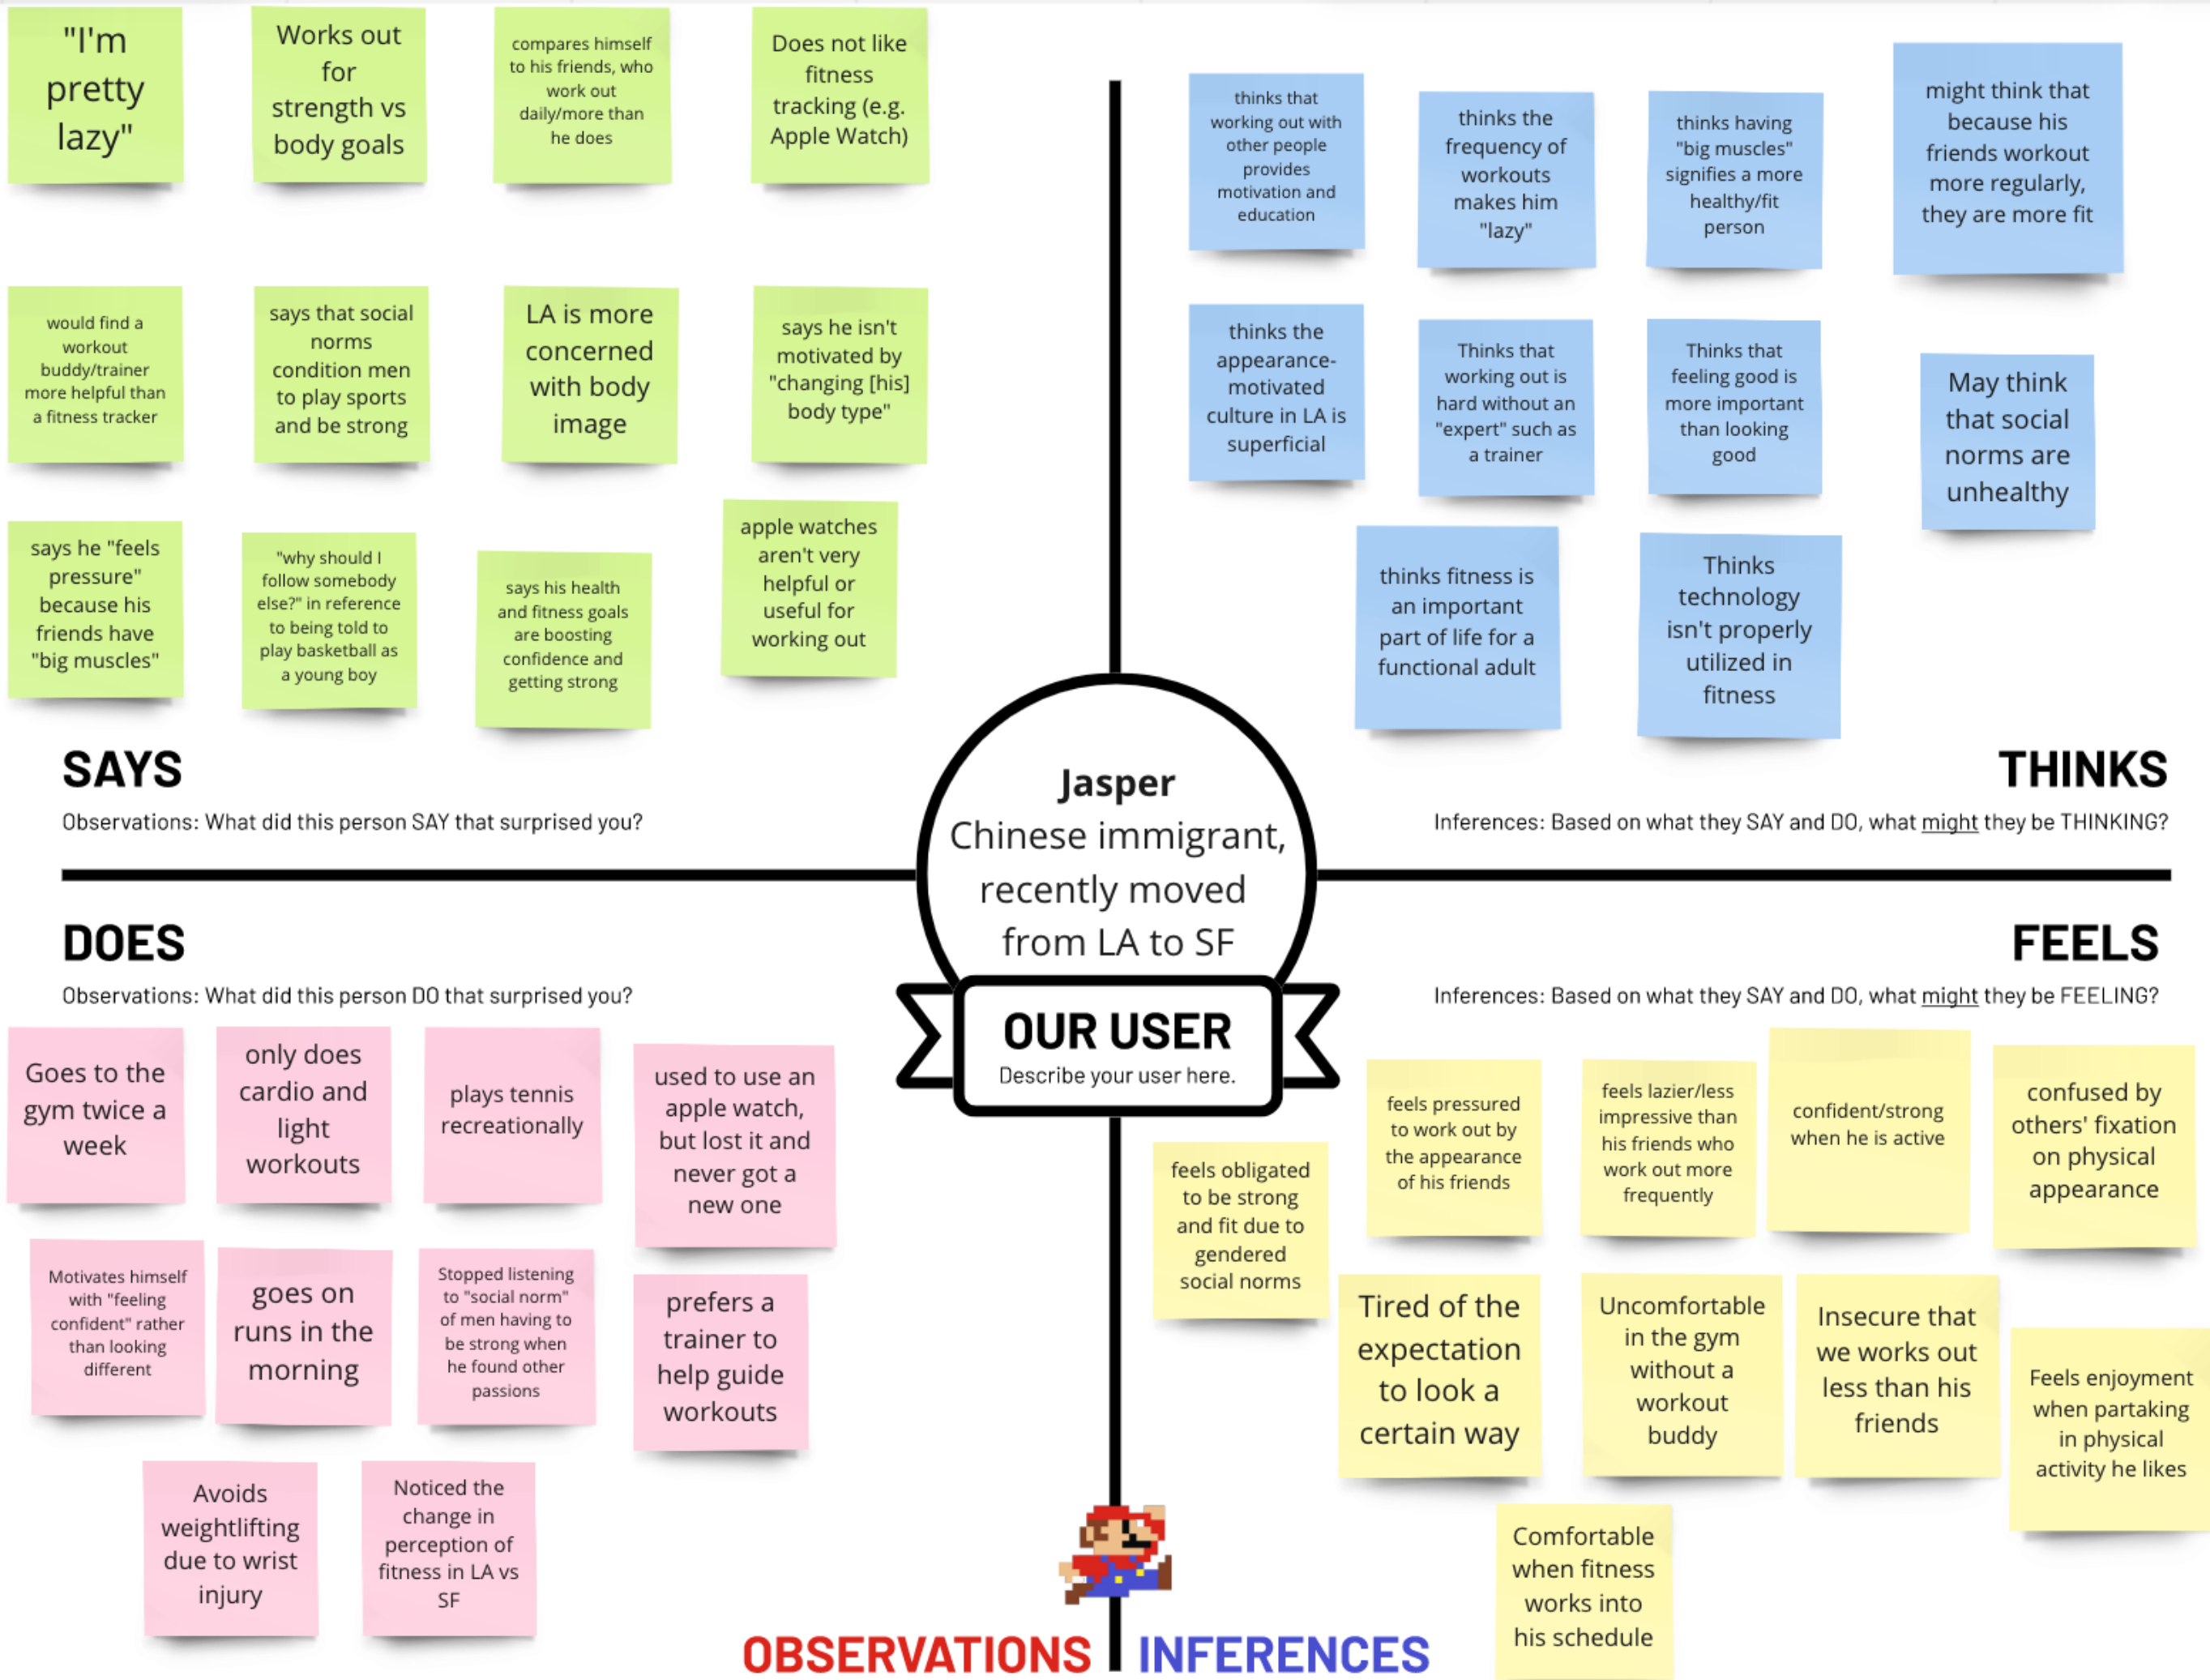 "I'm
pretty
lazy"
Works out
for
strength vs
body goals
compares himself
to his friends, who
work out
daily/more than
he does
Does not like
fitness
tracking (e.g.
Apple Watch)
would find a
workout
buddy/trainer
more helpful than
a fitness tracker
says that social
norms
condition men
to play sports
and be strong
LA is more
concerned
with body
image
says he isn't
motivated by
"changing [his]
body type"
says he "feels
pressure"
because his
friends have
"big muscles"
"why should I
follow somebody
else?" in reference
to being told to
play basketball as
a young boy
says his health
and fitness goals
are boosting
confidence and
getting strong
apple watches
aren't very
helpful or
useful for
working out
SAYS
Observations: What did this person SAY that surprised you?
thinks that
working out with
other people
provides
motivation and
education
thinks the
frequency of
workouts
makes him
"lazy"
thinks having
"big muscles"
signifies a more
healthy/fit
person
might think that
because his
friends workout
more regularly,
they are more fit
thinks the
appearance-
motivated
culture in LA is
superficial
Thinks that
working out is
hard without an
"expert" such as
a trainer
Thinks that
feeling good is
more important
than looking
good
May think
that social
norms are
unhealthy
thinks fitness is
an important
part of life for a
functional adult
Thinks
technology
isn't properly
utilized in
fitness
THINKS
Inferences: Based on what they SAY and DO, what might they be THINKING?
Jasper
Chinese immigrant,
recently moved
from LA to SF
OUR USER
Describe your user here.
DOES
Observations: What did this person DO that surprised you?
Goes to the
gym twice a
week
only does
cardio and
light
workouts
plays tennis
recreationally
used to use an
apple watch,
but lost it and
never got a
new one
Motivates himself
with "feeling
confident" rather
than looking
different
goes on
runs in the
morning
Stopped listening
to "social norm"
of men having to
be strong when
he found other
passions
prefers a
trainer to
help guide
workouts
Avoids
weightlifting
due to wrist
injury
Noticed the
change in
perception of
fitness in LA vs
SF
FEELS
Inferences: Based on what they SAY and DO, what might they be FEELING?
feels obligated
to be strong
and fit due to
gendered
social norms
feels pressured
to work out by
the appearance
of his friends
feels lazier/less
impressive than
his friends who
work out more
frequently
confident/strong
when he is active
confused by
others' fixation
on physical
appearance
Tired of the
expectation
to look a
certain way
Uncomfortable
in the gym
without a
workout
buddy
Insecure that
we works out
less than his
friends
Feels enjoyment
when partaking
in physical
activity he likes
Comfortable
when fitness
works into
his schedule
OBSERVATIONS
INFERENCES